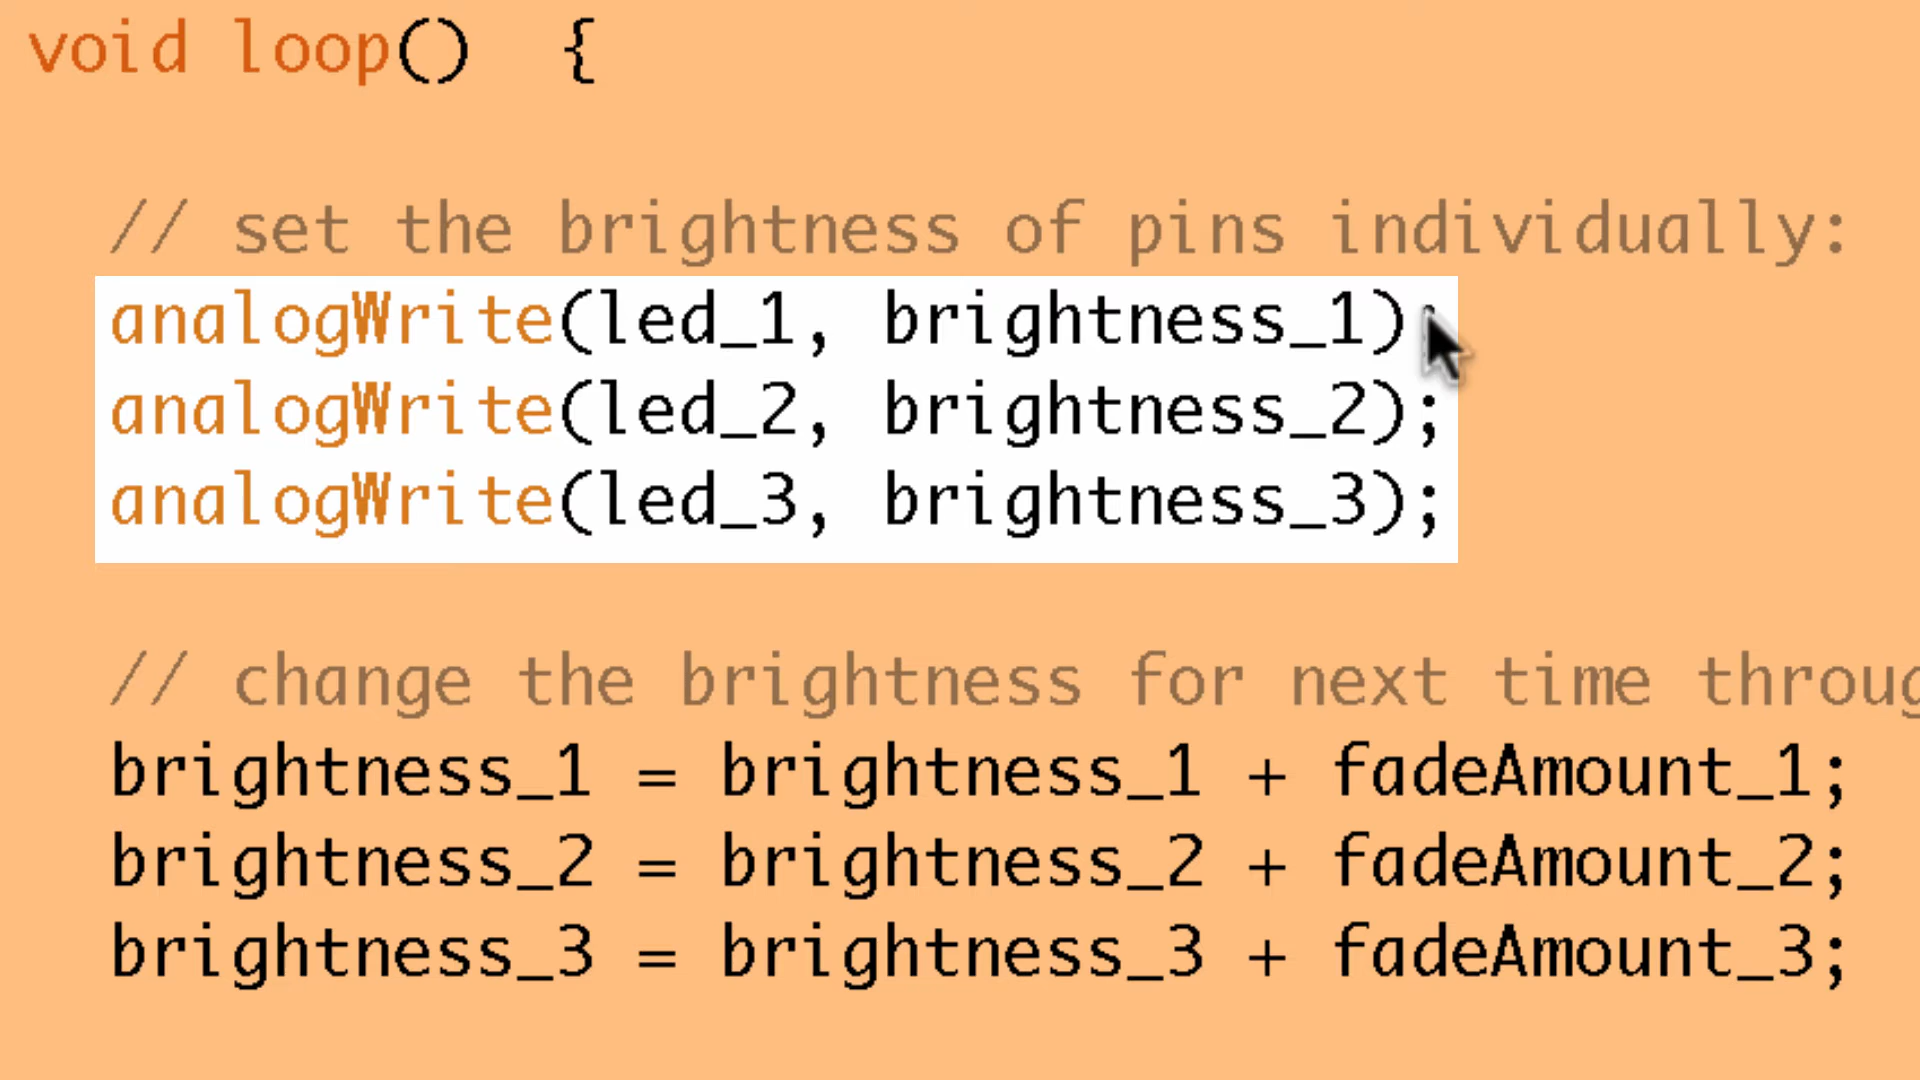 void loop()  {
// set the brightness of pins individually:
analogWrite(led_1, brightness_1);
analogWrite(led_2, brightness_2);
analogWrite(led_3, brightness_3);
// change the brightness for next time
brightness_1 = brightness_1 + fadeAmount_1;
brightness_2 = brightness_2 + fadeAmount_2;
brightness_3 = brightness_3 + fadeAmount_3;